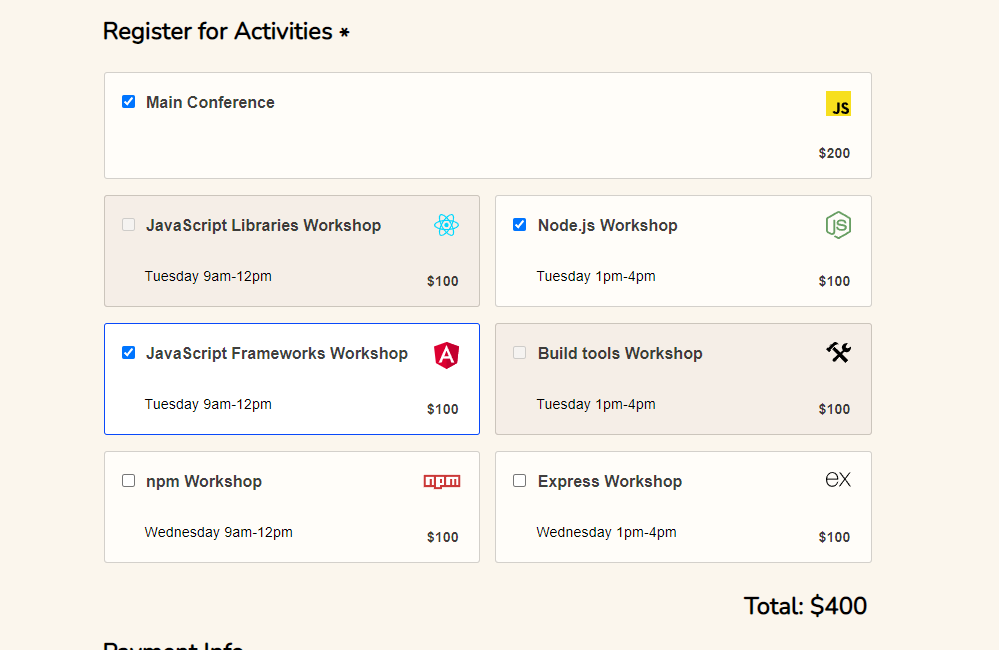 Register for Activities *
Main Conference
JS
$200
JavaScript Libraries Workshop
Tuesday 9am-12pm
$100
Node.js Workshop
JS
Tuesday 1pm-4pm
$100
JavaScript Frameworks Workshop
A
Tuesday 9am-12pm
$100
Build tools Workshop
Tuesday 1pm-4pm
$100
npm Workshop
npm
Wednesday 9am-12pm
$100
Express Workshop
ex
Wednesday 1pm-4pm
$100
Total: $400
Payment Info